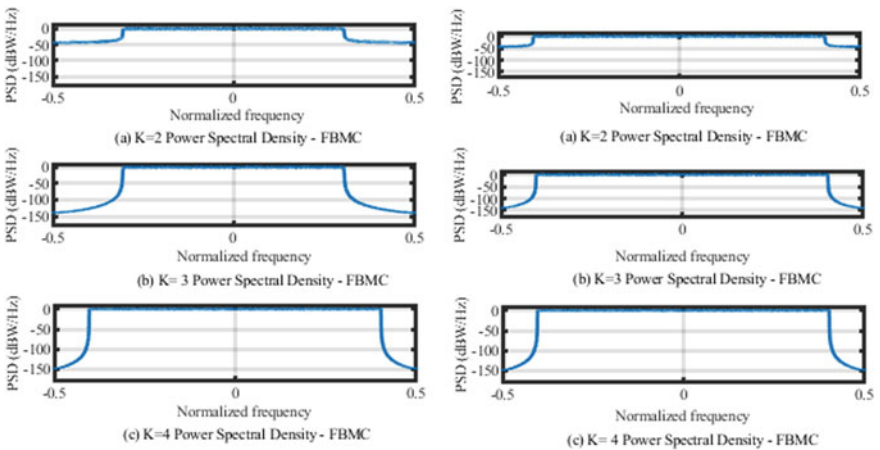 PSD (dBW/Hz)
0
-50
-100
-150
-0.5
0
0.5
Normalized frequency
(a) K=2 Power Spectral Density - FBMC
PSD (dBW/Hz)
0
-50
-100
-150
-0.5
0
0.5
Normalized frequency
(b) K= 3 Power Spectral Density - FBMC
PSD (dBW/Hz)
0
-50
-100
-150
-0.5
0
0.5
Normalized frequency
(c) K=4 Power Spectral Density - FBMC
PSD (dBW/Hz)
0
-50
-100
-150
-0.5
0
0.5
Normalized frequency
(a) K=2 Power Spectral Density - FBMC
PSD (dBW/Hz)
0
-50
-100
-150
-0.5
0
0.5
Normalized frequency
(b) K=3 Power Spectral Density - FBMC
PSD (dBW/Hz)
0
-50
-100
-150
-0.5
0
0.5
Normalized frequency
(c) K= 4 Power Spectral Density - FBMC